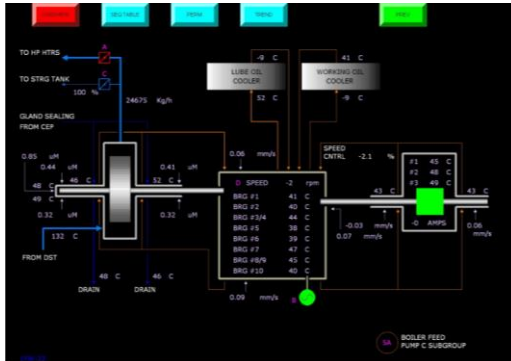 SEQ TABLE
TREND
PREV
A
TO HP HTRS
C
TO STRG TANK
100 %
24675 Kg/h
GLAND SEALING
FROM CEP
0.85 uM
0.44 uM
46 C
52 C
0.41 uM
48 C
49 C
0.32 uM
0.32 uM
132 C
FROM DST
48 C
46 C
DRAIN
DRAIN
-9 C
41 C
LUBE OIL
COOLER
WORKING OIL
COOLER
52 C
-9 C
0.06 mm/s
D SPEED -2 rpm
BRG #1 41 C
BRG #2 40 C
BRG #3/4 44 C
BRG #5 38 C
BRG #6 39 C
BRG #7 47 C
BRG #8/9 45 C
BRG #10 40 C
0.09 mm/s
B
SPEED
CNTRL -2.1 %
#1 45 C
#2 48 C
#3 49 C
43 C
43 C
-0 AMPS
-0.03 mm/s
0.07
0.06
mm/s
SA
BOILER FEED
PUMP C SUBGROUP